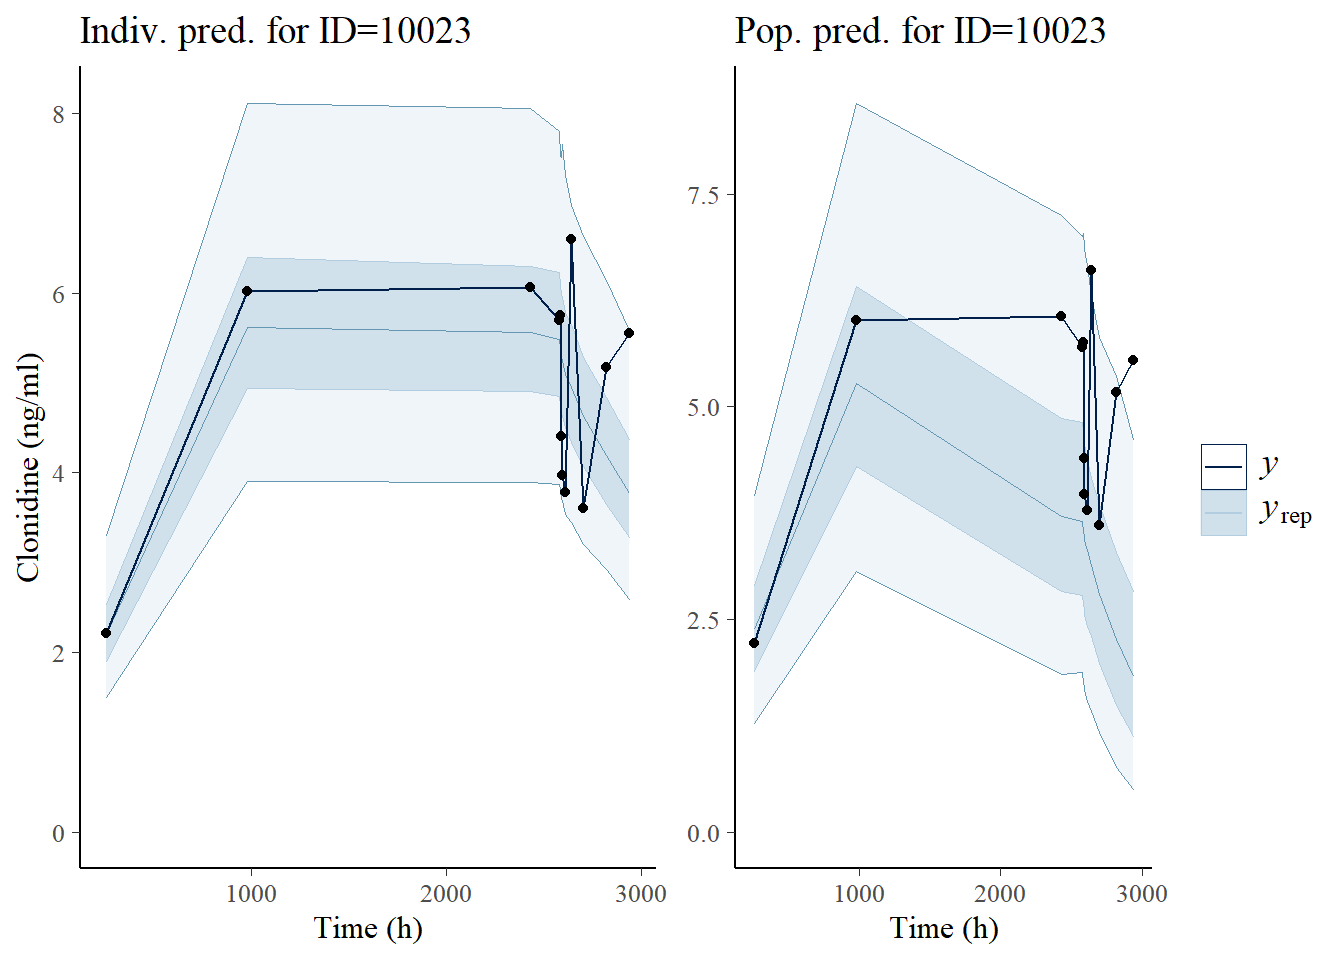 Indiv. pred. for ID=10023
Clonidine (ng/ml)
8
6
4
2
0
1000 2000 3000
Time (h)
Pop. pred. for ID=10023
7.5
5.0
2.5
0.0
1000 2000 3000
Time (h)
y
yrep